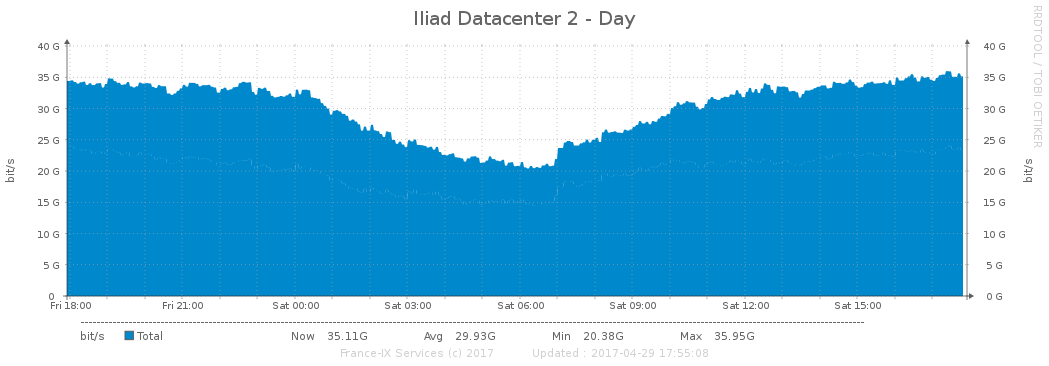 Iliad Datacenter 2 - Day
RRDTOOL / TOBI OETIKER
bit/s
40 G 40 G
35 G 35 G
30 G 30 G
25 G 25 G
20 G 20 G
15 G 15 G
10 G 10 G
5 G 5 G
0 0 G
bit/s
Fri 18:00 Fri 21:00 Sat 00:00 Sat 03:00 Sat 06:00 Sat 09:00 Sat 12:00 Sat 15:00
bit/s Total Now 35.11G Avg 29.93G Min 20.38G Max 35.95G
France-IX Services (c) 2017 Updated : 2017-04-29 17:55:08